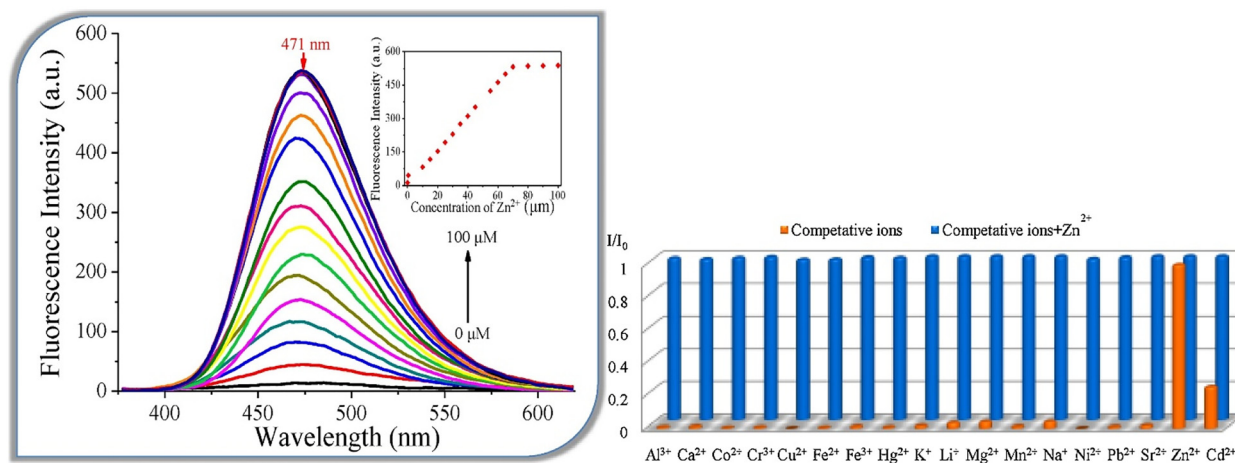 600
500
400
300
200
100
0
Fluorescence Intensity (a.u.)
400
450
500
550
600
Wavelength (nm)
471 nm
600
450
300
150
0
Fluorescence Intensity (a.u.)
0
20
40
60
80
100
Concentration of Zn²⁺ (μm)
100 μM
0 μM
Competative ions
Competative ions+Zn²⁺
I/I₀
1
0.8
0.6
0.4
0.2
0
Al³⁺ Ca²⁺ Co²⁺ Cr³⁺ Cu²⁺ Fe²⁺ Fe³⁺ Hg²⁺ K⁺ Li⁺ Mg²⁺ Mn²⁺ Na⁺ Ni²⁺ Pb²⁺ Sr²⁺ Zn²⁺ Cd²⁺